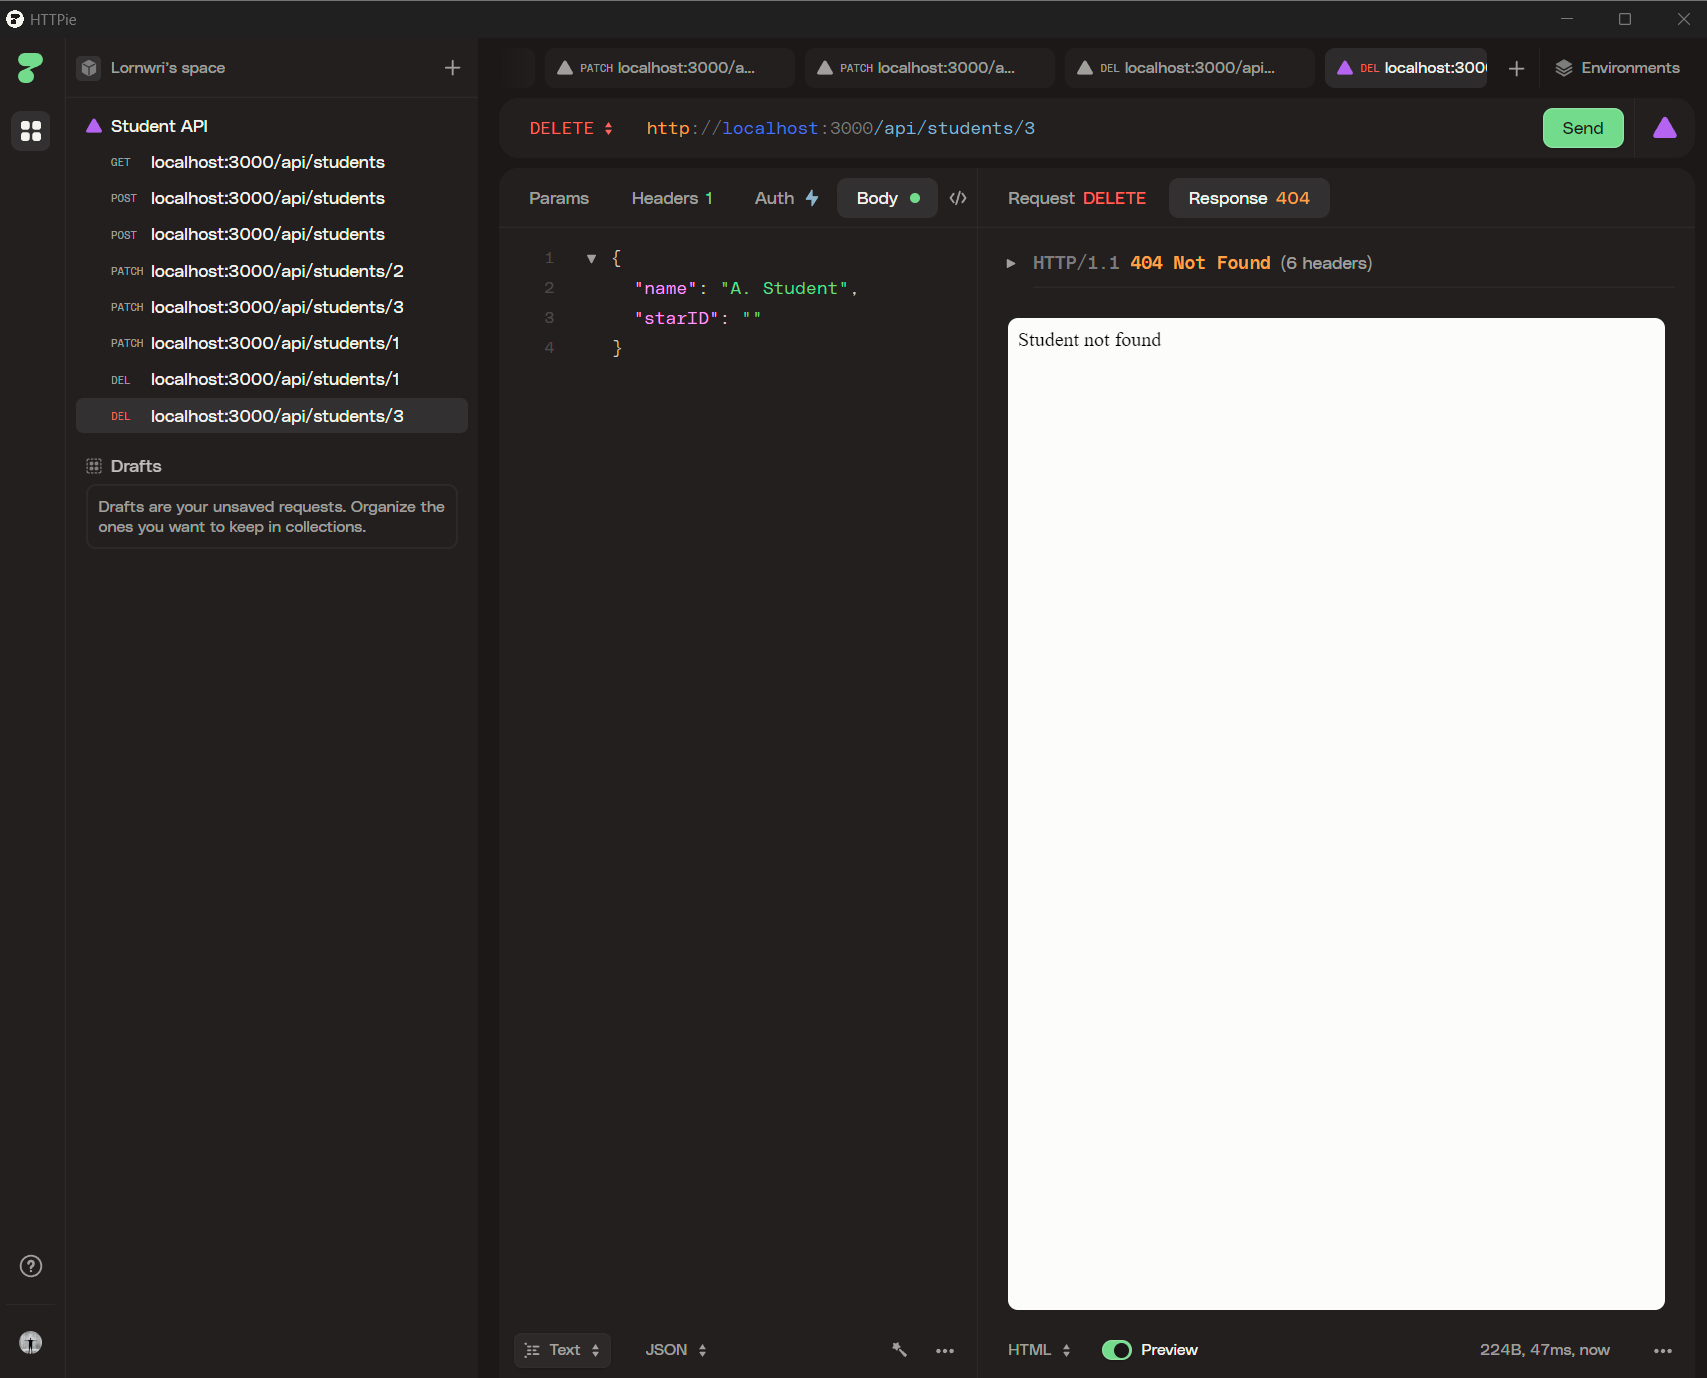 HTTPie
Lornwri's space
PATCH localhost:3000/a...
PATCH localhost:3000/a...
DEL localhost:3000/api...
DEL localhost:300
Environments
Student API
GET localhost:3000/api/students
POST localhost:3000/api/students
POST localhost:3000/api/students
PATCH localhost:3000/api/students/2
PATCH localhost:3000/api/students/3
PATCH localhost:3000/api/students/1
DEL localhost:3000/api/students/1
DEL localhost:3000/api/students/3
Drafts
Drafts are your unsaved requests. Organize the
ones you want to keep in collections.
DELETE http://localhost:3000/api/students/3
Send
Params Headers 1 Auth Body </>
1 {
2 "name": "A. Student",
3 "starID": ""
4 }
Text JSON
Request DELETE Response 404
HTTP/1.1 404 Not Found (6 headers)
Student not found
HTML Preview 224B, 47ms, now